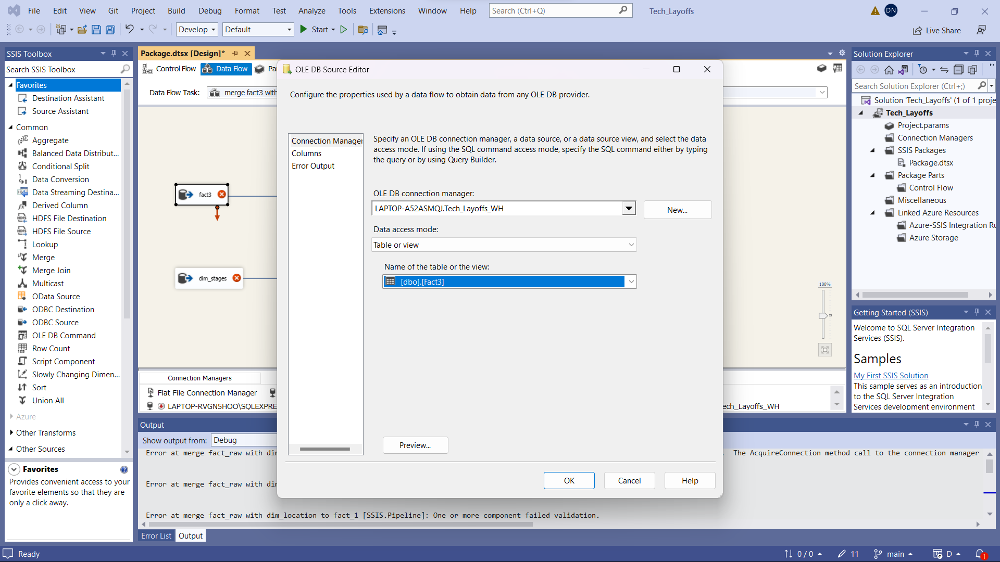 File Edit View Git Project Build Debug Format Test Analyze Tools Extensions Window Help Search (Ctrl+Q) Tech_Layoffs DN
Develop Default Start Live Share
SSIS Toolbox
Search SSIS Toolbox
Favorites
Destination Assistant
Source Assistant
Common
Aggregate
Balanced Data Distribut...
Conditional Split
Data Conversion
Data Streaming Destina...
Derived Column
HDFS File Destination
HDFS File Source
Lookup
Merge
Merge Join
Multicast
OData Source
ODBC Destination
ODBC Source
OLE DB Command
Row Count
Script Component
Slowly Changing Dimen...
Sort
Union All
Azure
Other Transforms
Other Sources
Favorites
Provides convenient access to your
favorite elements so that they are
only a click away.
Package.dtsx [Design]*
Control Flow Data Flow Pa
Data Flow Task: merge fact3 with
fact3
dim_stages
100%
Connection Managers
Flat File Connection Manager
LAPTOP-RVGN5HOO\SQLEXPRE
ech_Layoffs_WH
OLE DB Source Editor
Configure the properties used by a data flow to obtain data from any OLE DB provider.
Connection Manager
Columns
Error Output
Specify an OLE DB connection manager, a data source, or a data source view, and select the data
access mode. If using the SQL command access mode, specify the SQL command either by typing
the query or by using Query Builder.
OLE DB connection manager:
LAPTOP-A52ASMQJ.Tech_Layoffs_WH
New...
Data access mode:
Table or view
Name of the table or the view:
[dbo].[Fact3]
Preview...
OK Cancel Help
Output
Show output from: Debug
Error at merge fact_raw with dim . The AcquireConnection method call to the connection manager
Error at merge fact_raw with dim
Error at merge fact_raw with dim_location to fact_1 [SSIS.Pipeline]: One or more component failed validation.
Error List Output
Solution Explorer
Search Solution Explorer (Ctrl+;)
Solution 'Tech_Layoffs' (1 of 1 proje
Tech_Layoffs
Project.params
Connection Managers
SSIS Packages
Package.dtsx
Package Parts
Control Flow
Miscellaneous
Linked Azure Resources
Azure-SSIS Integration Ru
Azure Storage
Getting Started (SSIS)
Welcome to SQL Server Integration
Services (SSIS).
Samples
My First SSIS Solution
This sample serves as an introduction
to the SQL Server Integration
Services development environment
Ready 0 / 0 11 main D 1